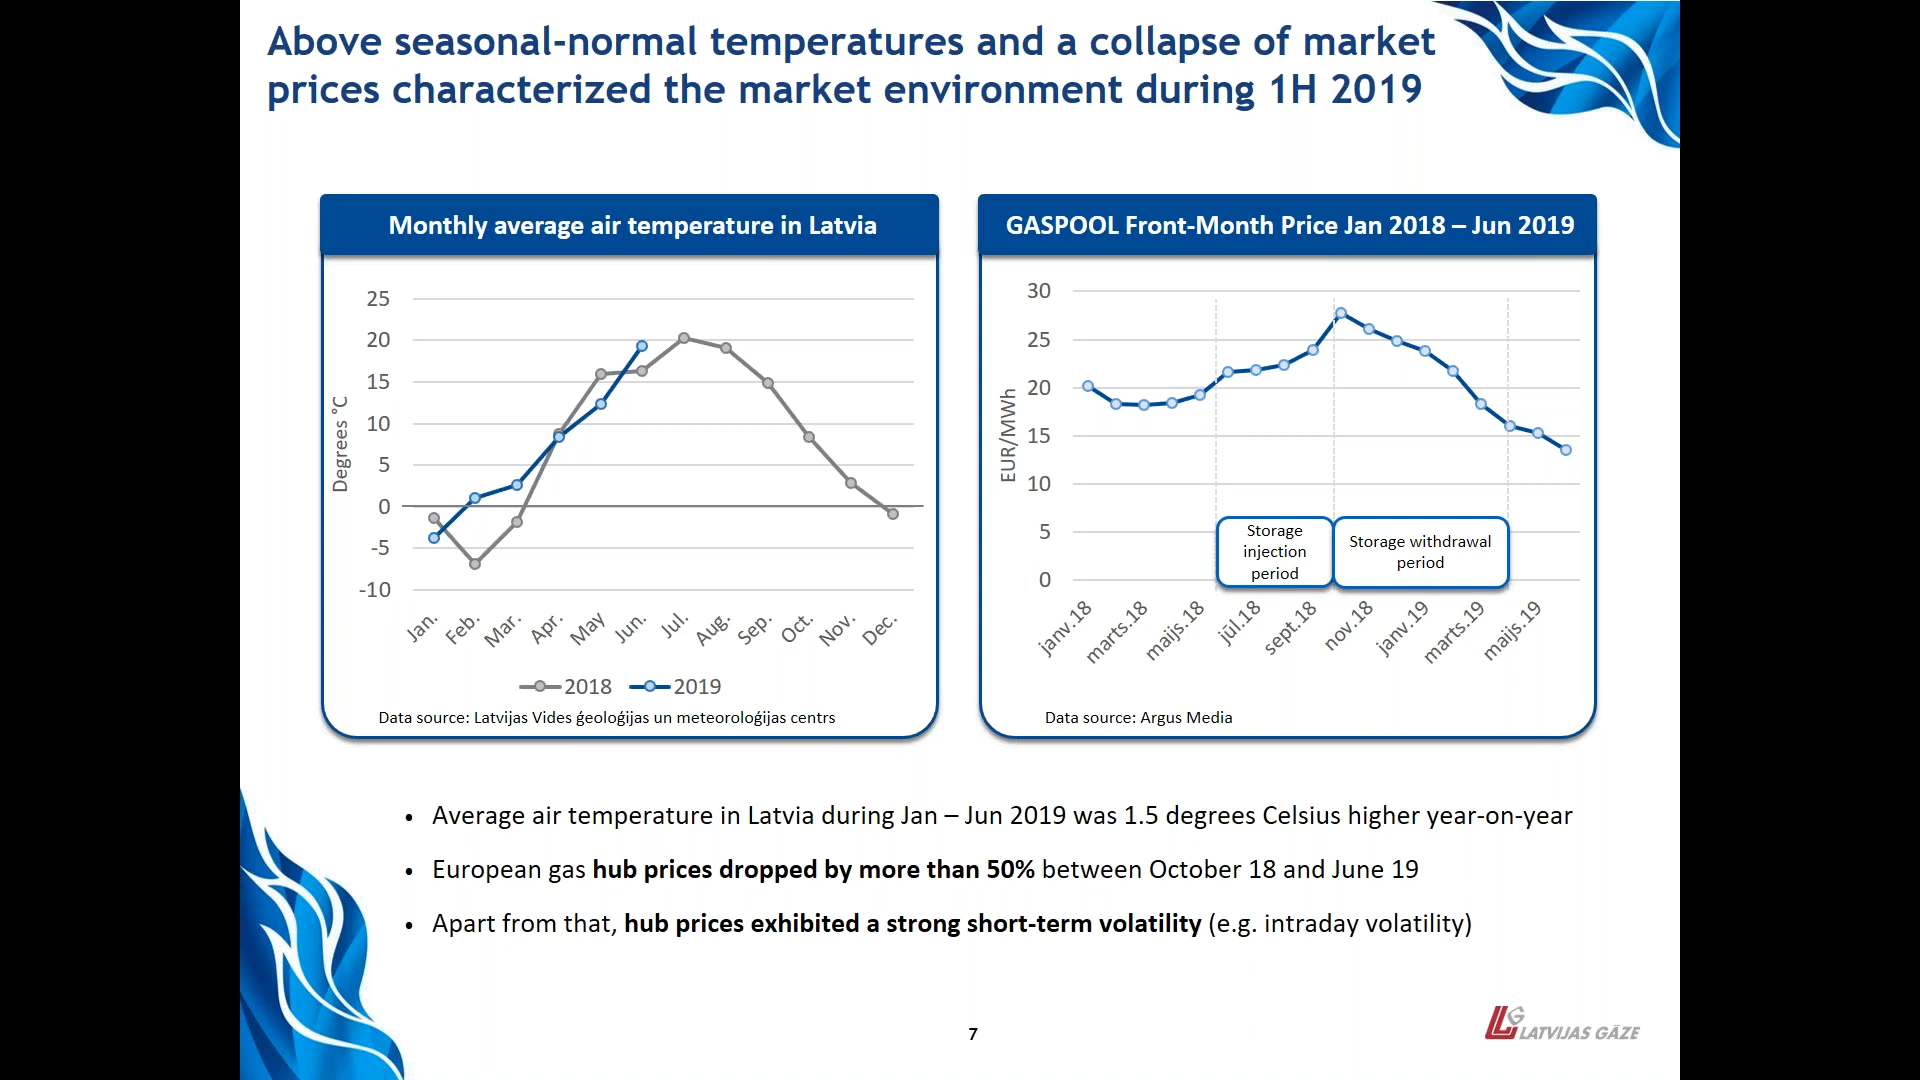 Above seasonal-normal temperatures and a collapse of market
prices characterized the market environment during 1H 2019
Monthly average air temperature in Latvia
25
20
15
10
5
0
-5
-10
Degrees °C
Jan.
Feb.
Mar.
Apr.
May
Jun.
Jul.
Aug.
Sep.
Oct.
Nov.
Dec.
2018
2019
Data source: Latvijas Vides ģeoloģijas un meteoroloģijas centrs
GASPOOL Front-Month Price Jan 2018 – Jun 2019
30
25
20
15
10
5
0
EUR/MWh
Storage
injection
period
Storage withdrawal
period
janv.18
marts.18
maijs.18
jūl.18
sept.18
nov.18
janv.19
marts.19
maijs.19
Data source: Argus Media
• Average air temperature in Latvia during Jan – Jun 2019 was 1.5 degrees Celsius higher year-on-year
• European gas hub prices dropped by more than 50% between October 18 and June 19
• Apart from that, hub prices exhibited a strong short-term volatility (e.g. intraday volatility)
7
LG LATVIJAS GĀZE